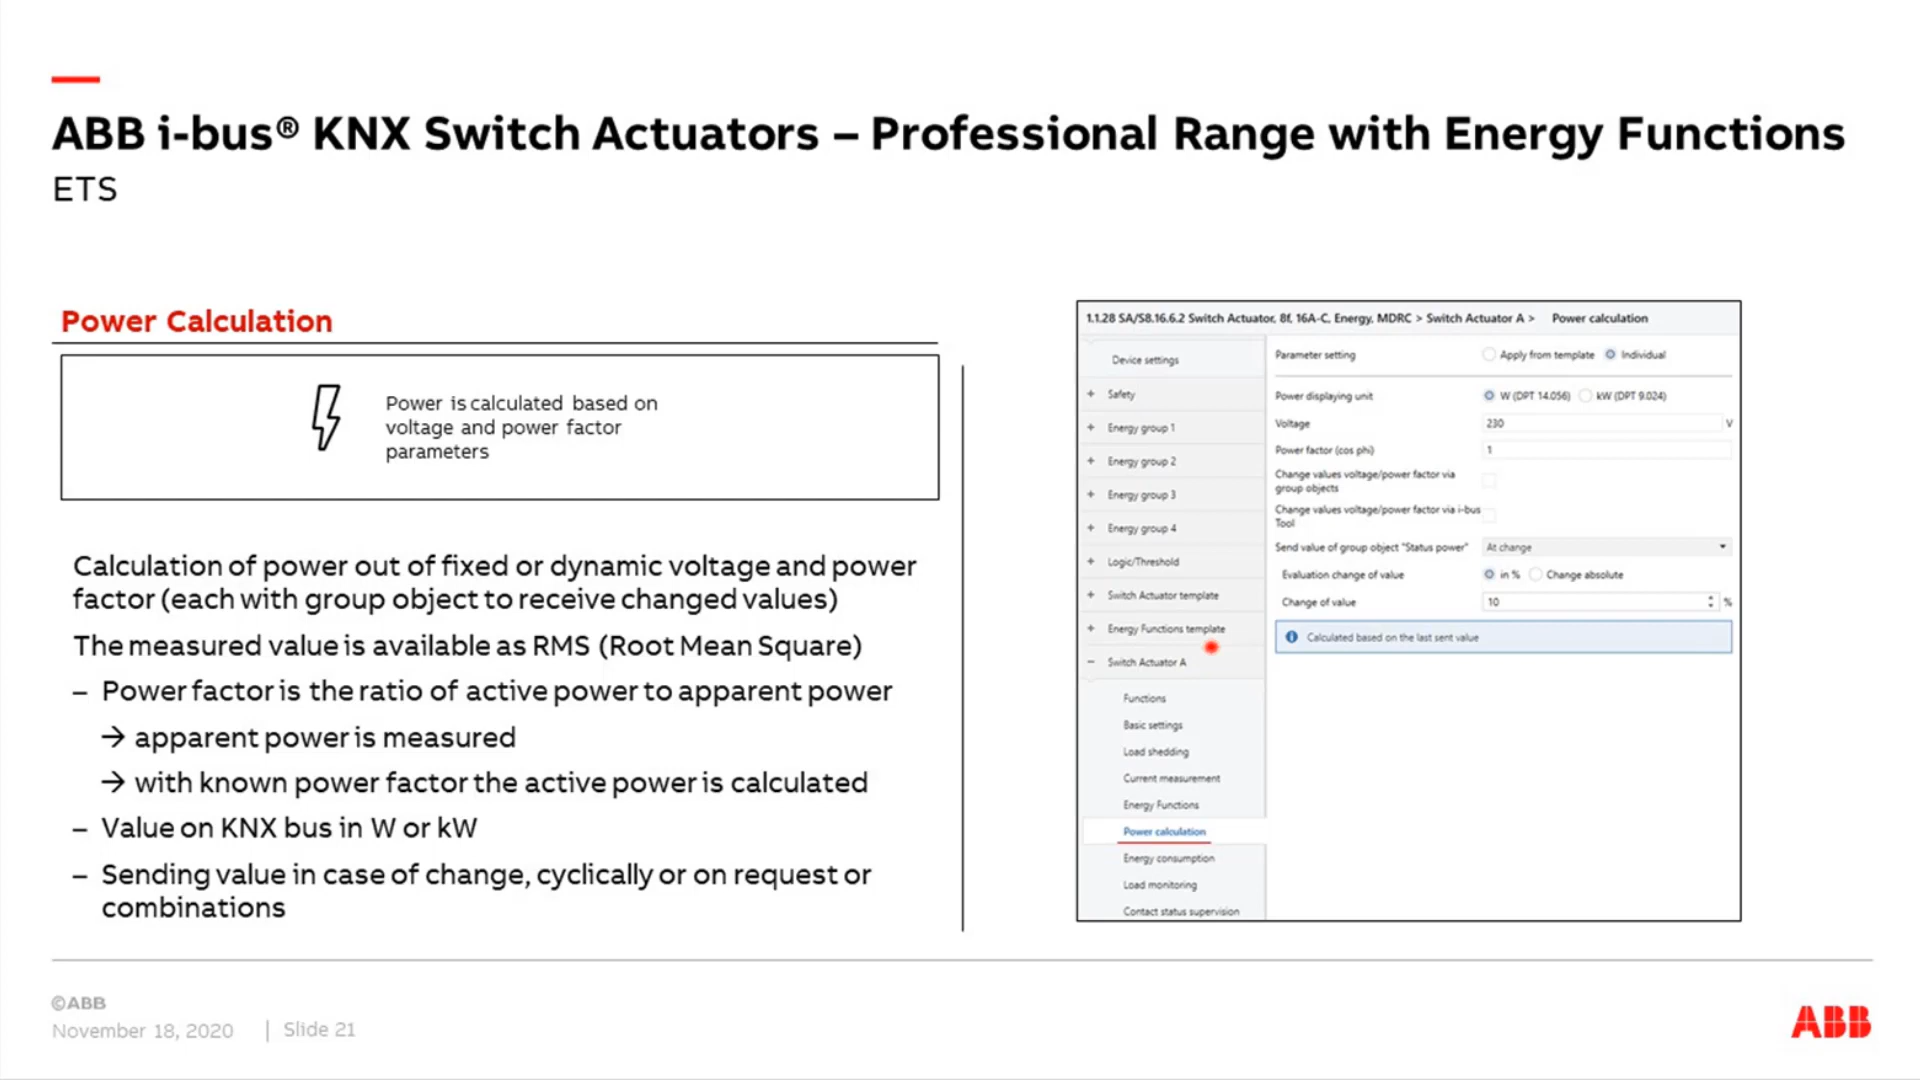 ABB i-bus® KNX Switch Actuators – Professional Range with Energy Functions
ETS
Power Calculation
Power is calculated based on
voltage and power factor
parameters
Calculation of power out of fixed or dynamic voltage and power
factor (each with group object to receive changed values)
The measured value is available as RMS (Root Mean Square)
– Power factor is the ratio of active power to apparent power
→ apparent power is measured
→ with known power factor the active power is calculated
– Value on KNX bus in W or kW
– Sending value in case of change, cyclically or on request or
combinations
1.1.28 SA/S8.16.6.2 Switch Actuator, 8f, 16A-C, Energy, MDRC > Switch Actuator A > Power calculation
Device settings
+ Safety
+ Energy group 1
+ Energy group 2
+ Energy group 3
+ Energy group 4
+ Logic/Threshold
+ Switch Actuator template
+ Energy Functions template
− Switch Actuator A
Functions
Basic settings
Load shedding
Current measurement
Energy Functions
Power calculation
Energy consumption
Load monitoring
Contact status supervision
Parameter setting Apply from template Individual
Power displaying unit W (DPT 14.056) kW (DPT 9.024)
Voltage 230 V
Power factor (cos phi) 1
Change values voltage/power factor via
group objects
Change values voltage/power factor via i-bus
Tool
Send value of group object "Status power" At change
Evaluation change of value in % Change absolute
Change of value 10 %
Calculated based on the last sent value
©ABB
November 18, 2020 | Slide 21
ABB